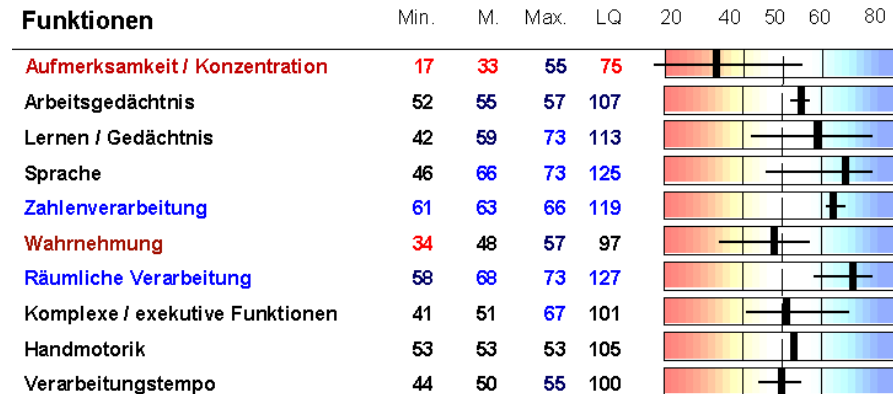 Funktionen Min. M. Max. LQ 20 40 50 60 80
Aufmerksamkeit / Konzentration 17 33 55 75
Arbeitsgedächtnis 52 55 57 107
Lernen / Gedächtnis 42 59 73 113
Sprache 46 66 73 125
Zahlenverarbeitung 61 63 66 119
Wahrnehmung 34 48 57 97
Räumliche Verarbeitung 58 68 73 127
Komplexe / exekutive Funktionen 41 51 67 101
Handmotorik 53 53 53 105
Verarbeitungstempo 44 50 55 100